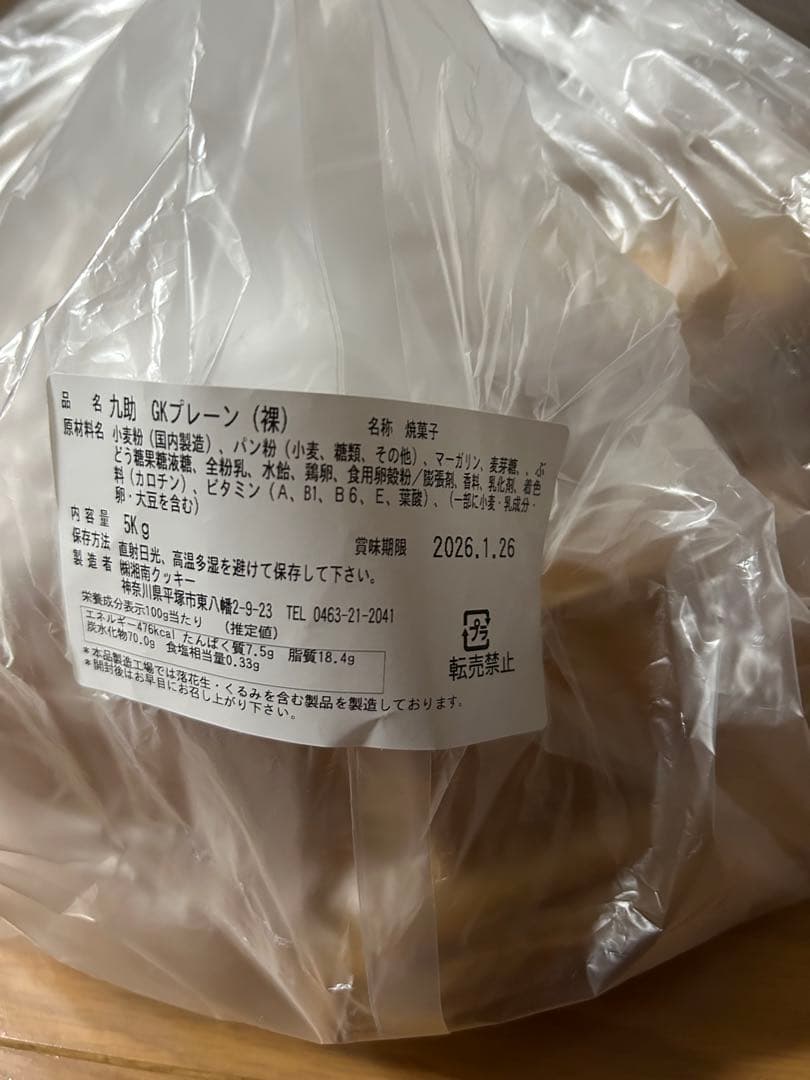 品 名 九助 GKプレーン（裸） 名称 焼菓子
原材料名 小麦粉（国内製造）、パン粉（小麦、糖類、その他）、マーガリン、麦芽糖、、ぶ
どう糖果糖液糖、全粉乳、水飴、鶏卵、食用卵殻粉／膨張剤、香料、乳化剤、着色
料（カロチン）、ビタミン（A、B1、B6、E、葉酸）、（一部に小麦・乳成分・
卵・大豆を含む）
内容量 5Kg
賞味期限 2026.1.26
保存方法 直射日光、高温多湿を避けて保存して下さい。
製造者 ㈱湘南クッキー
神奈川県平塚市東八幡2-9-23 TEL 0463-21-2041
栄養成分表示100g当たり （推定値）
エネルギー476kcal たんぱく質7.5g 脂質18.4g
炭水化物70.0g 食塩相当量0.33g
プラ
転売禁止
＊本品製造工場では落花生・くるみを含む製品を製造しております。
＊開封後はお早目にお召し上がり下さい。